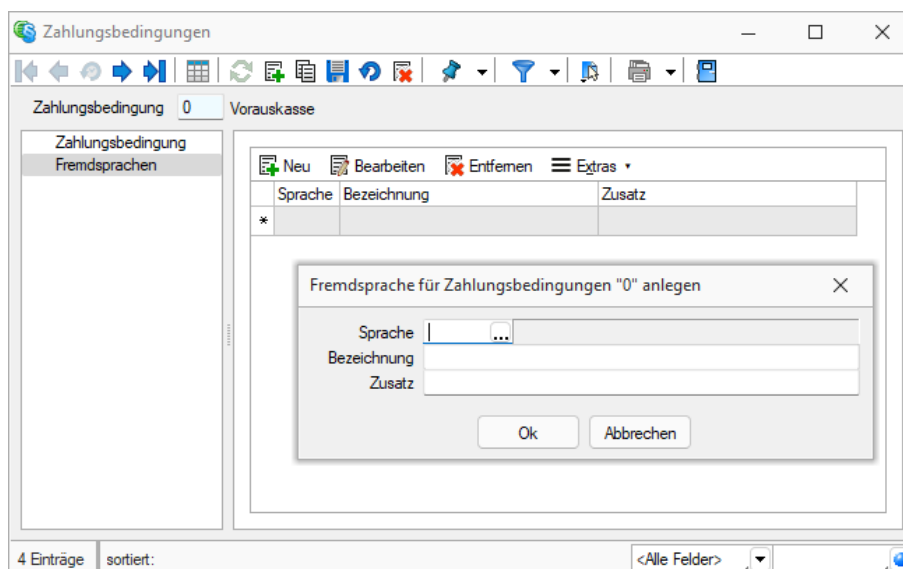 Zahlungsbedingungen
Zahlungsbedingung 0 Vorauskasse
Zahlungsbedingung
Fremdsprachen
Neu Bearbeiten Entfernen Extras
Sprache Bezeichnung Zusatz
*
Fremdsprache für Zahlungsbedingungen "0" anlegen
Sprache ...
Bezeichnung
Zusatz
Ok Abbrechen
4 Einträge sortiert: <Alle Felder>